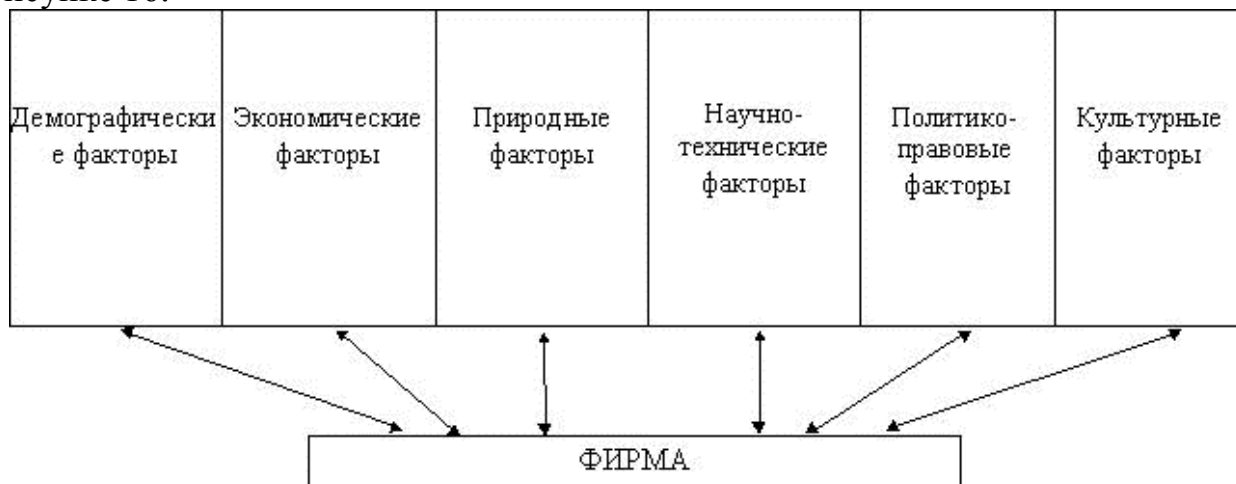 Демографически
е факторы
Экономические
факторы
Природные
факторы
Научно-
технические
факторы
Политико-
правовые
факторы
Культурные
факторы
ФИРМА